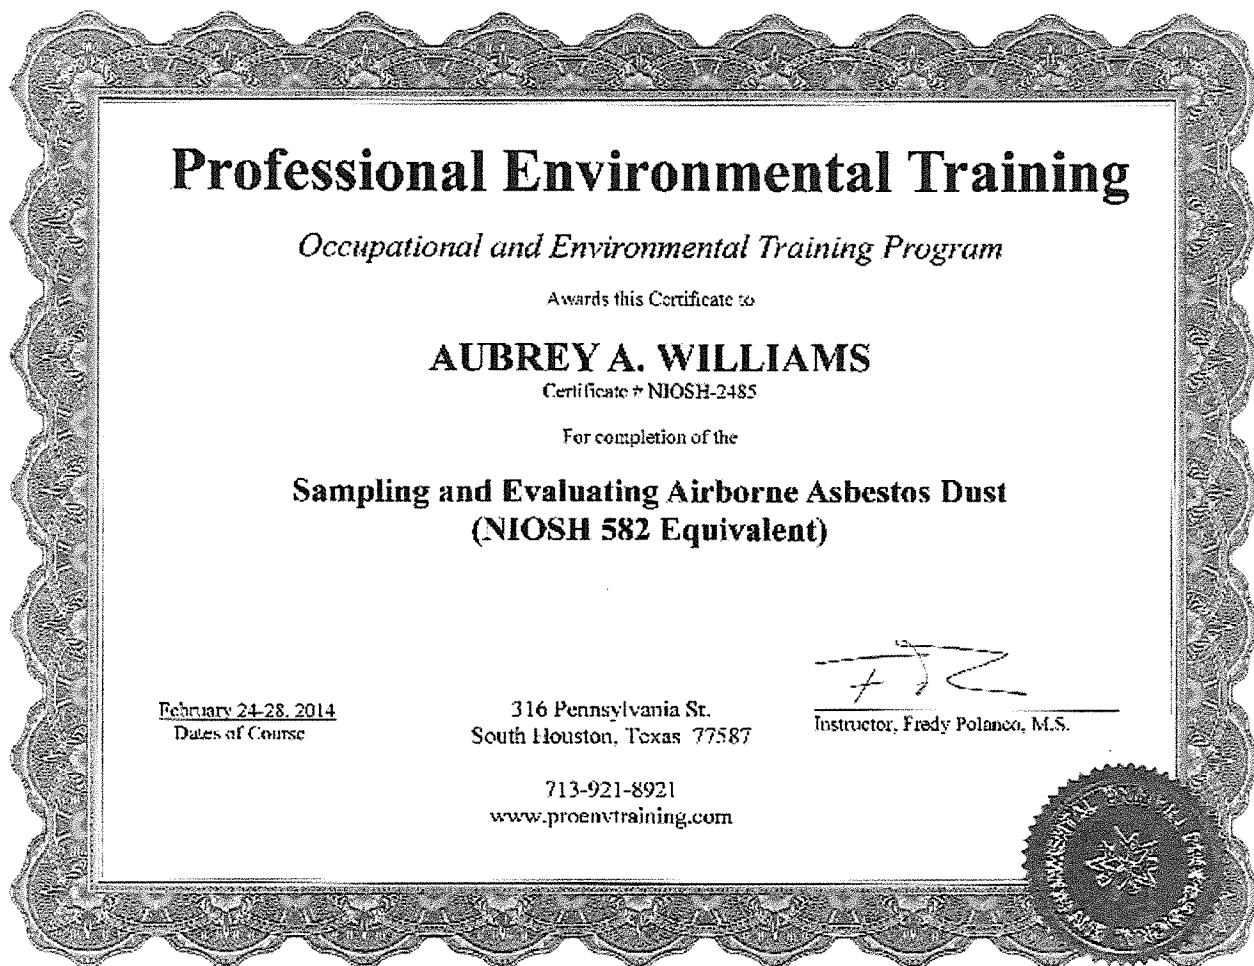 Professional Environmental Training
Occupational and Environmental Training Program
Awards this Certificate to
AUBREY A. WILLIAMS
Certificate # NIOSH-2485
For completion of the
Sampling and Evaluating Airborne Asbestos Dust
(NIOSH 582 Equivalent)
February 24-28, 2014
Dates of Course
316 Pennsylvania St.
South Houston, Texas 77587
Instructor, Fredy Polanco, M.S.
713-921-8921
www.proenvtraining.com